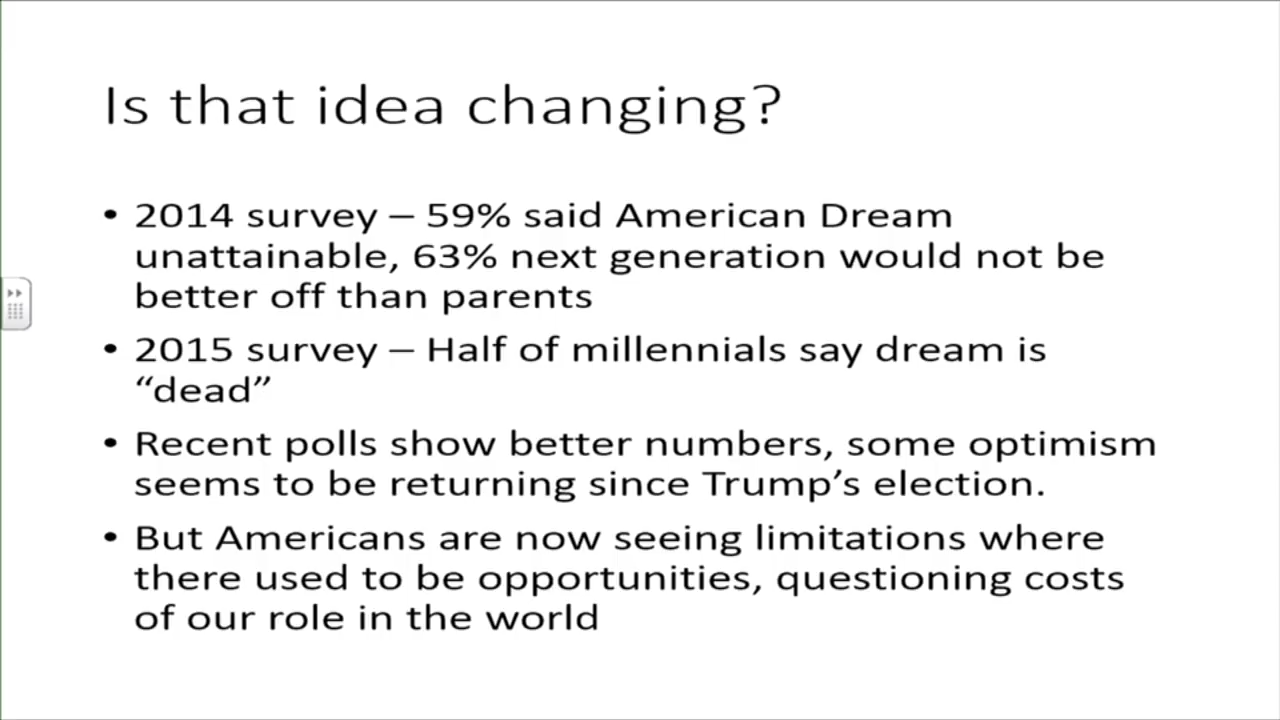 Is that idea changing?
• 2014 survey – 59% said American Dream
unattainable, 63% next generation would not be
better off than parents
• 2015 survey – Half of millennials say dream is
“dead”
• Recent polls show better numbers, some optimism
seems to be returning since Trump’s election.
• But Americans are now seeing limitations where
there used to be opportunities, questioning costs
of our role in the world